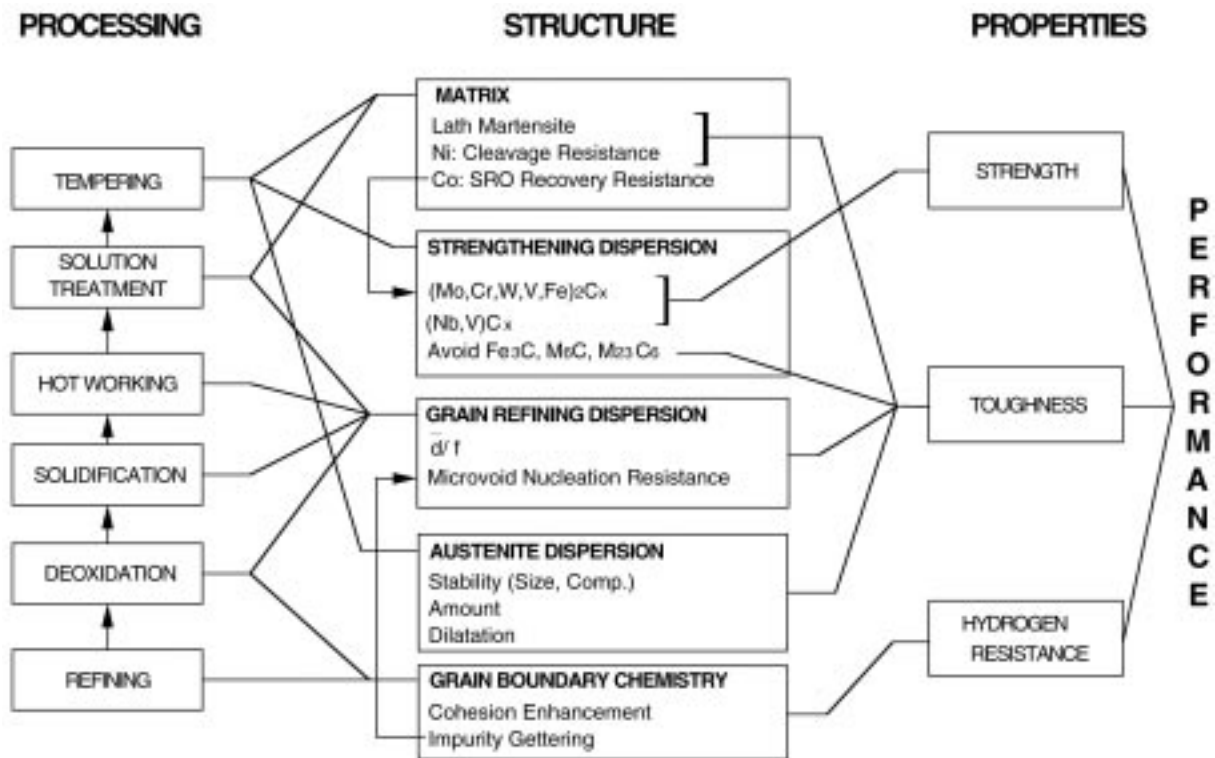 PROCESSING
STRUCTURE
PROPERTIES
TEMPERING
SOLUTION
TREATMENT
HOT WORKING
SOLIDIFICATION
DEOXIDATION
REFINING
MATRIX
Lath Martensite
Ni: Cleavage Resistance
Co: SRO Recovery Resistance
STRENGTHENING DISPERSION
(Mo,Cr,W,V,Fe)₂Cₓ
(Nb,V)Cₓ
Avoid Fe₃C, M₆C, M₂₃C₆
GRAIN REFINING DISPERSION
d̄/ f
Microvoid Nucleation Resistance
AUSTENITE DISPERSION
Stability (Size, Comp.)
Amount
Dilatation
GRAIN BOUNDARY CHEMISTRY
Cohesion Enhancement
Impurity Gettering
STRENGTH
TOUGHNESS
HYDROGEN
RESISTANCE
PERFORMANCE